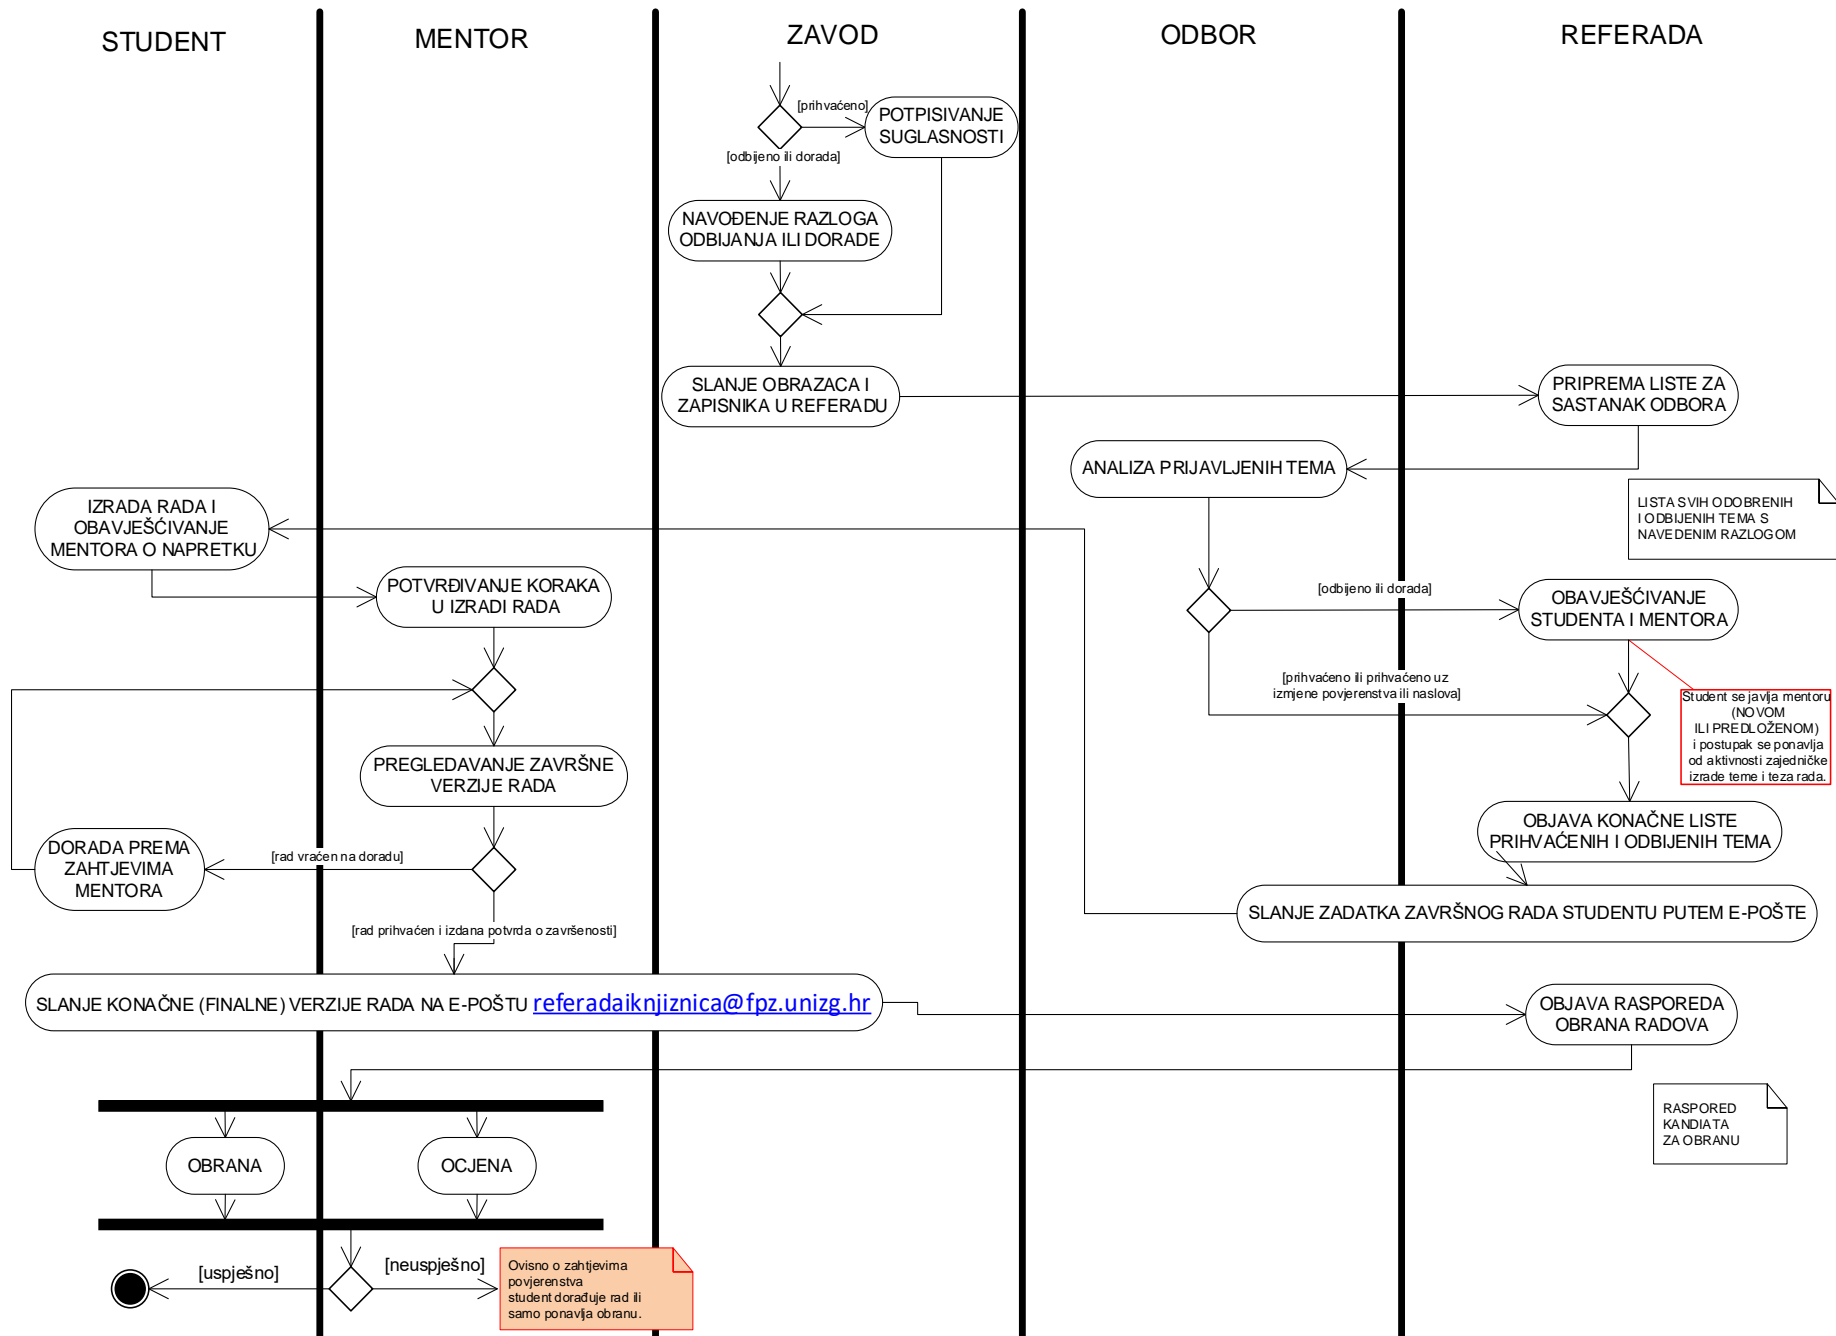 STUDENT
MENTOR
ZAVOD
ODBOR
REFERADA
[prihvaćeno]
POTPISIVANJE
SUGLASNOSTI
[odbijeno ili dorada]
NAVOĐENJE RAZLOGA
ODBIJANJA ILI DORADE
SLANJE OBRAZACA I
ZAPISNIKA U REFERADU
PRIPREMA LISTE ZA
SASTANAK ODBORA
ANALIZA PRIJAVLJENIH TEMA
LISTA SVIH ODOBRENIH
I ODBIJENIH TEMA S
NAVEDENIM RAZLOGOM
IZRADA RADA I
OBAVJEŠĆIVANJE
MENTORA O NAPRETKU
POTVRĐIVANJE KORAKA
U IZRADI RADA
[odbijeno ili dorada]
OBAVJEŠĆIVANJE
STUDENTA I MENTORA
[prihvaćeno ili prihvaćeno uz
izmjene povjerenstva ili naslova]
Student se javlja mentoru
(NOVOM
ILI PREDLOŽENOM)
i postupak se ponavlja
od aktivnosti zajedničke
izrade teme i teza rada.
PREGLEDAVANJE ZAVRŠNE
VERZIJE RADA
OBJAVA KONAČNE LISTE
PRIHVAĆENIH I ODBIJENIH TEMA
DORADA PREMA
ZAHTJEVIMA
MENTORA
[rad vraćen na doradu]
SLANJE ZADATKA ZAVRŠNOG RADA STUDENTU PUTEM E-POŠTE
[rad prihvaćen i izdana potvrda o završenosti]
SLANJE KONAČNE (FINALNE) VERZIJE RADA NA E-POŠTU referadaiknjiznica@fpz.unizg.hr
OBJAVA RASPOREDA
OBRANA RADOVA
RASPORED
KANDIATA
ZA OBRANU
OBRANA
OCJENA
[uspješno]
[neuspješno]
Ovisno o zahtjevima
povjerenstva
student dorađuje rad ili
samo ponavlja obranu.